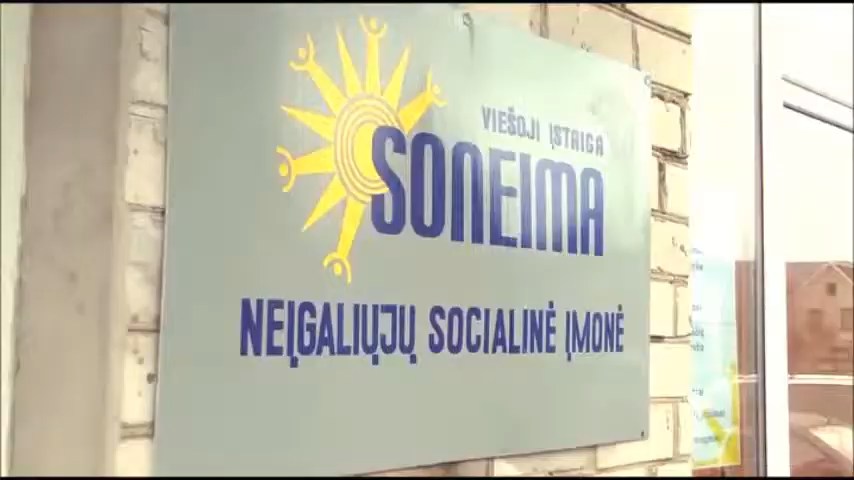 VIEŠOJI ĮSTAIGA
SONEIMA
NEĮGALIŲJŲ SOCIALINĖ ĮMONĖ